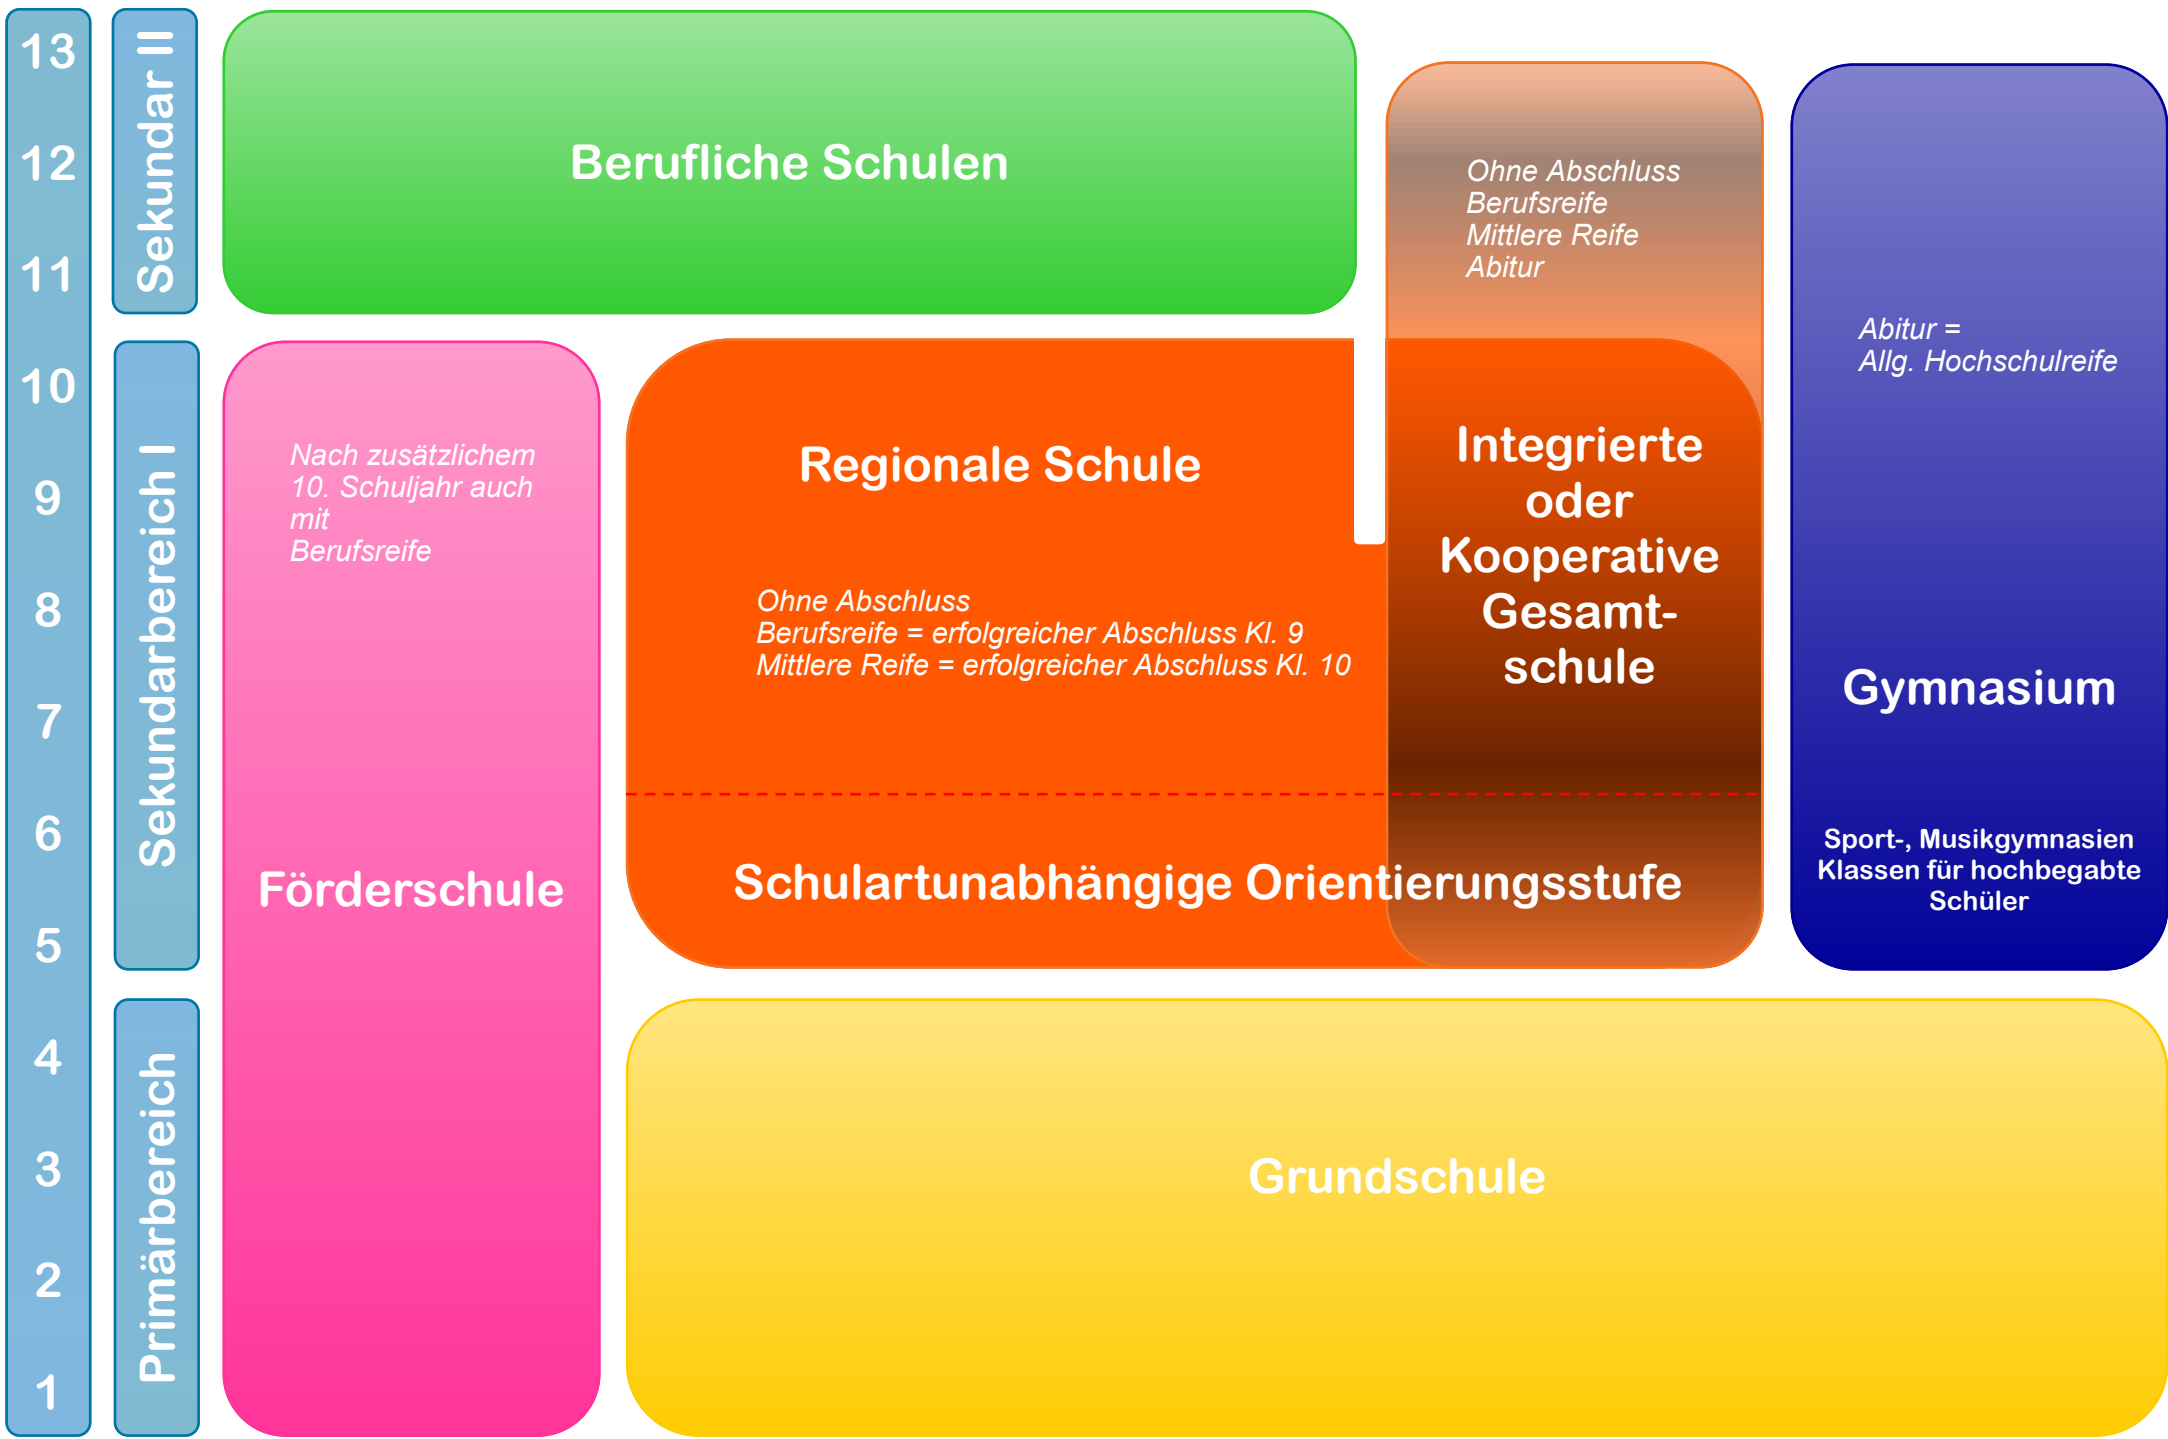 13
12
11
10
9
8
7
6
5
4
3
2
1
Sekundar II
Sekundarbereich I
Primärbereich
Berufliche Schulen
Nach zusätzlichem
10. Schuljahr auch
mit
Berufsreife
Förderschule
Regionale Schule
Ohne Abschluss
Berufsreife = erfolgreicher Abschluss Kl. 9
Mittlere Reife = erfolgreicher Abschluss Kl. 10
Schulartunabhängige Orientierungsstufe
Ohne Abschluss
Berufsreife
Mittlere Reife
Abitur
Integrierte
oder
Kooperative
Gesamt-
schule
Abitur =
Allg. Hochschulreife
Gymnasium
Sport-, Musikgymnasien
Klassen für hochbegabte
Schüler
Grundschule